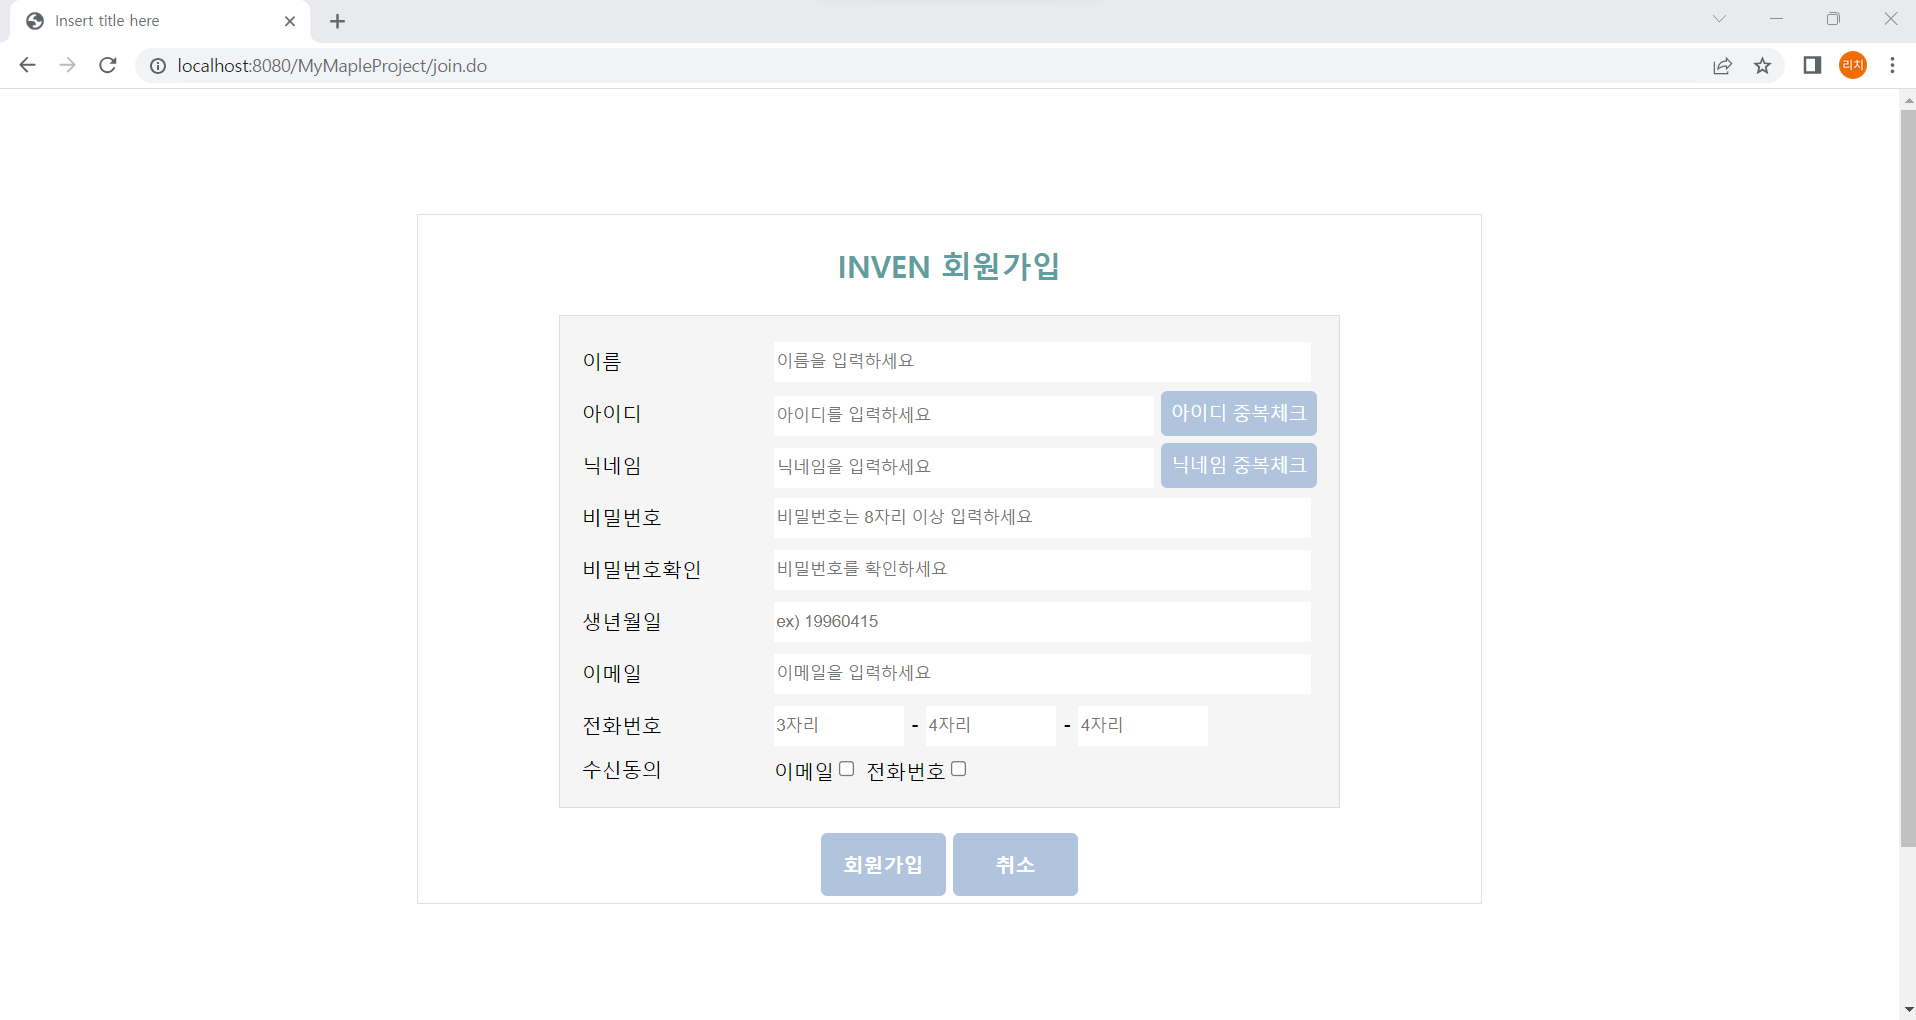 Insert title here
localhost:8080/MyMapleProject/join.do
리치
INVEN 회원가입
이름 이름을 입력하세요
아이디 아이디를 입력하세요 아이디 중복체크
닉네임 닉네임을 입력하세요 닉네임 중복체크
비밀번호 비밀번호는 8자리 이상 입력하세요
비밀번호확인 비밀번호를 확인하세요
생년월일 ex) 19960415
이메일 이메일을 입력하세요
전화번호 3자리 - 4자리 - 4자리
수신동의 이메일 전화번호
회원가입 취소